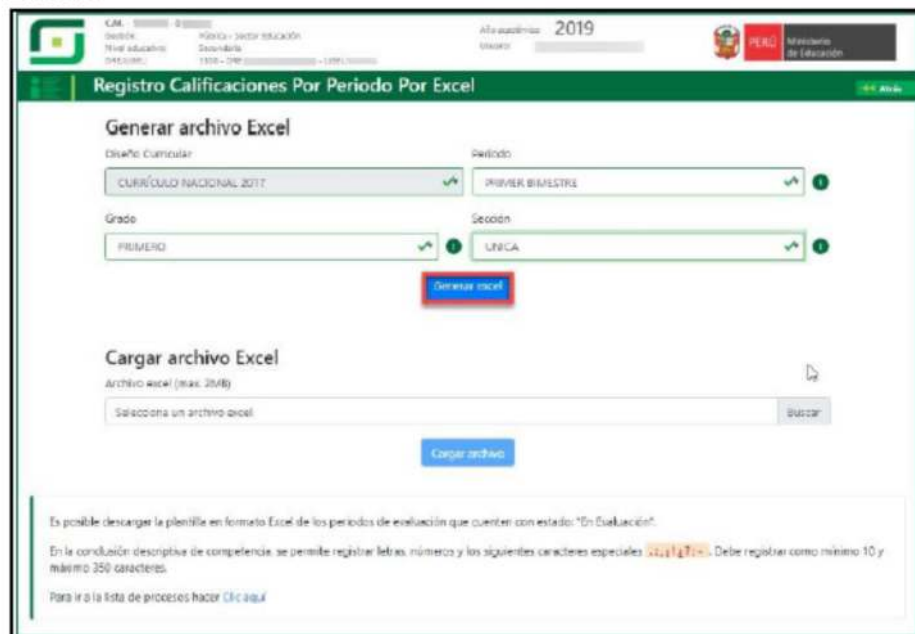 2019
PERÚ Ministerio de Educación
Registro Calificaciones Por Periodo Por Excel
Atrás
Generar archivo Excel
Diseño Curricular Periodo
CURRÍCULO NACIONAL 2017 PRIMER BIMESTRE
Grado Sección
PRIMERO UNICA
Generar excel
Cargar archivo Excel
Archivo excel (max. 2MB)
Selecciona un archivo excel Buscar
Cargar archivo
Es posible descargar la plantilla en formato Excel de los periodos de evaluación que cuenten con estado: "En Evaluación".
En la conclusión descriptiva de competencia, se permite registrar letras, números y los siguientes caracteres especiales Debe registrar como mínimo 10 y
máximo 350 caracteres.
Para ir a la lista de procesos hacer Clic aquí